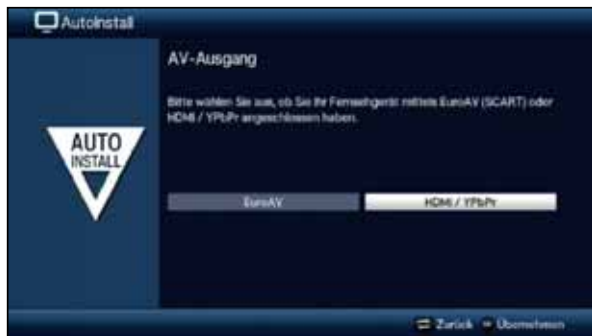 AutoInstall
AV-Ausgang
Bitte wählen Sie aus, ob Sie Ihr Fernsehgerät mittels EuroAV (SCART) oder
HDMI / YPbPr angeschlossen haben.
AUTO
INSTALL
EuroAV
HDMI / YPbPr
Zurück
Übernehmen